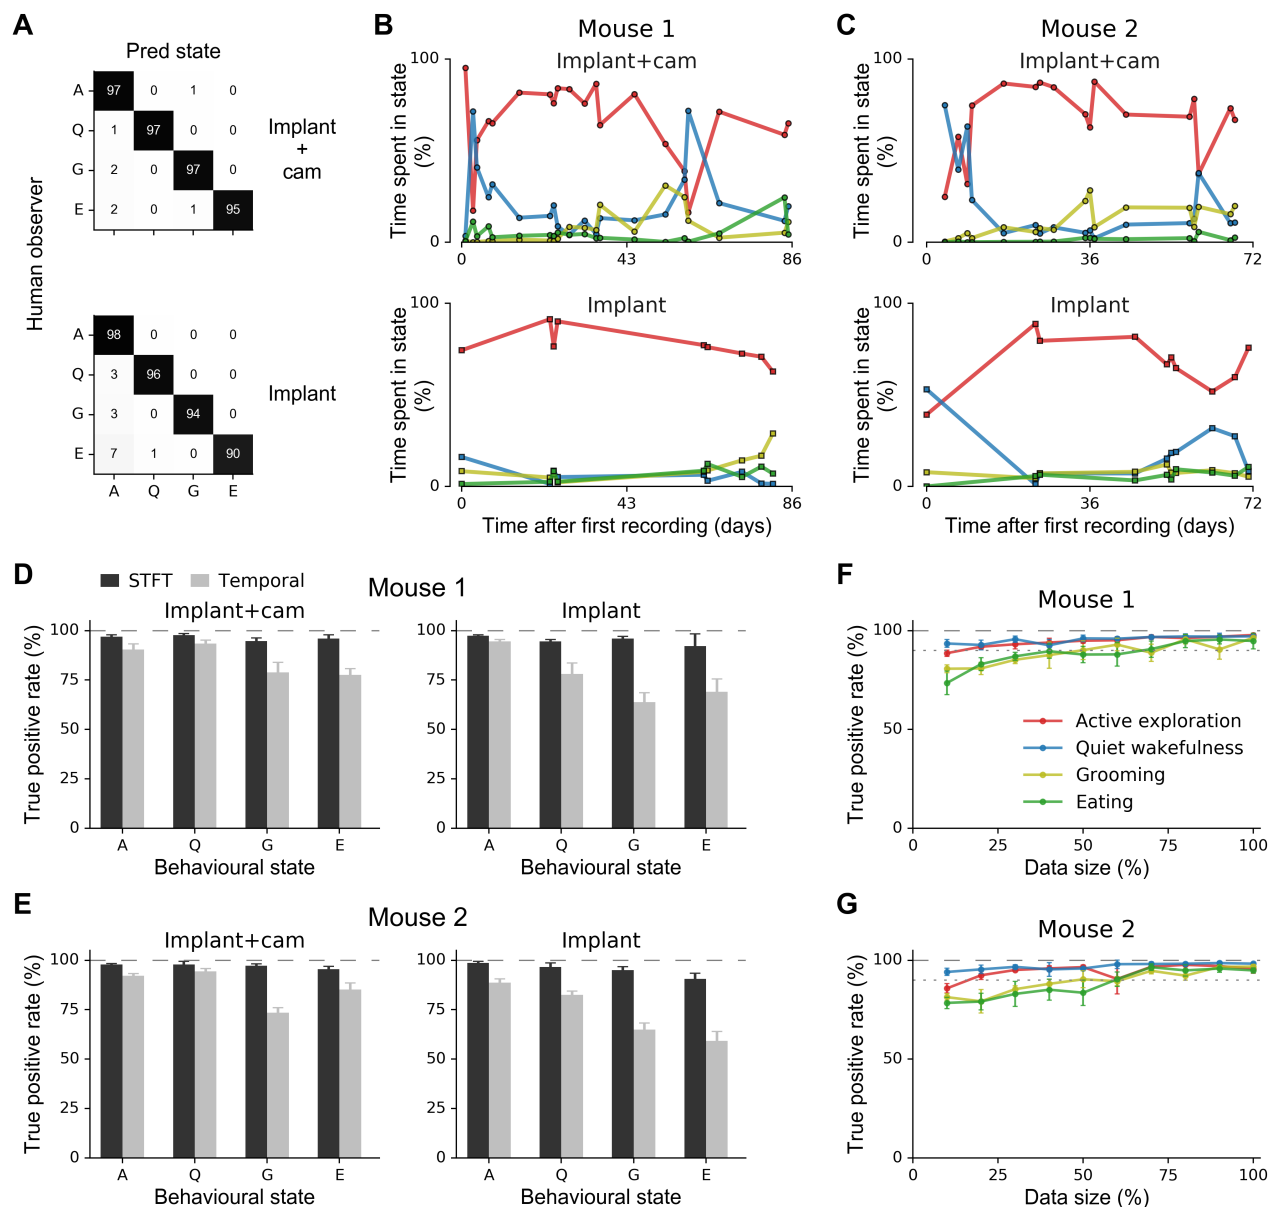 A
Pred state
Human observer
A 97 0 1 0
Q 1 97 0 0
G 2 0 97 0
E 2 0 1 95
Implant
+
cam
A 98 0 0 0
Q 3 96 0 0
G 3 0 94 0
E 7 1 0 90
A Q G E
Implant
B
Mouse 1
Implant+cam
Time spent in state
(%)
100
0
0 43 86
Implant
Time spent in state
(%)
100
0
0 43 86
Time after first recording (days)
C
Mouse 2
Implant+cam
Time spent in state
(%)
100
0
0 36 72
Implant
Time spent in state
(%)
100
0
0 36 72
Time after first recording (days)
D
STFT Temporal
Mouse 1
Implant+cam
True positive rate (%)
100
75
50
25
0
A Q G E
Behavioural state
Implant
100
75
50
25
0
A Q G E
Behavioural state
E
Mouse 2
Implant+cam
True positive rate (%)
100
75
50
25
0
A Q G E
Behavioural state
Implant
100
75
50
25
0
A Q G E
Behavioural state
F
Mouse 1
True positive rate (%)
100
50
0
Active exploration
Quiet wakefulness
Grooming
Eating
0 25 50 75 100
Data size (%)
G
Mouse 2
True positive rate (%)
100
50
0
0 25 50 75 100
Data size (%)